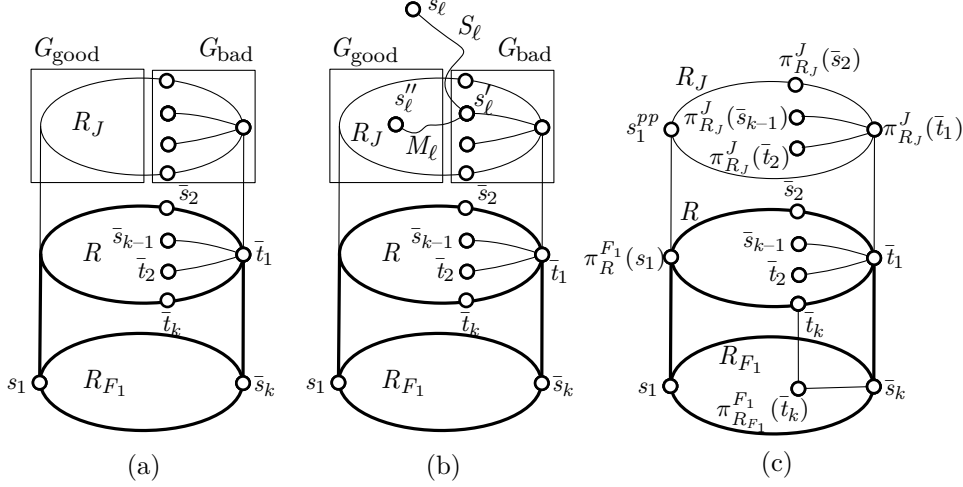 G_good G_bad
R_J
s̄_2
R s̄_{k−1} t̄_1
t̄_2
t̄_k
s_1 R_{F_1} s̄_k
(a)
s_ℓ
S_ℓ
G_good G_bad
s″_ℓ s′_ℓ
R_J M_ℓ
s̄_2
R s̄_{k−1}
t̄_2 t̄_1
t̄_k
s_1 R_{F_1} s̄_k
(b)
π^J_{R_J}(s̄_2)
R_J
s_1^{pp} π^J_{R_J}(s̄_{k−1}) π^J_{R_J}(t̄_1)
π^J_{R_J}(t̄_2)
s̄_2
R
s̄_{k−1}
π^{F_1}_R(s_1) t̄_2 t̄_1
t̄_k
R_{F_1}
s_1 s̄_k
π^{F_1}_{R_{F_1}}(t̄_k)
(c)